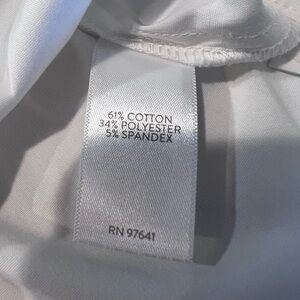 61% COTTON
34% POLYESTER
5% SPANDEX
RN 97641